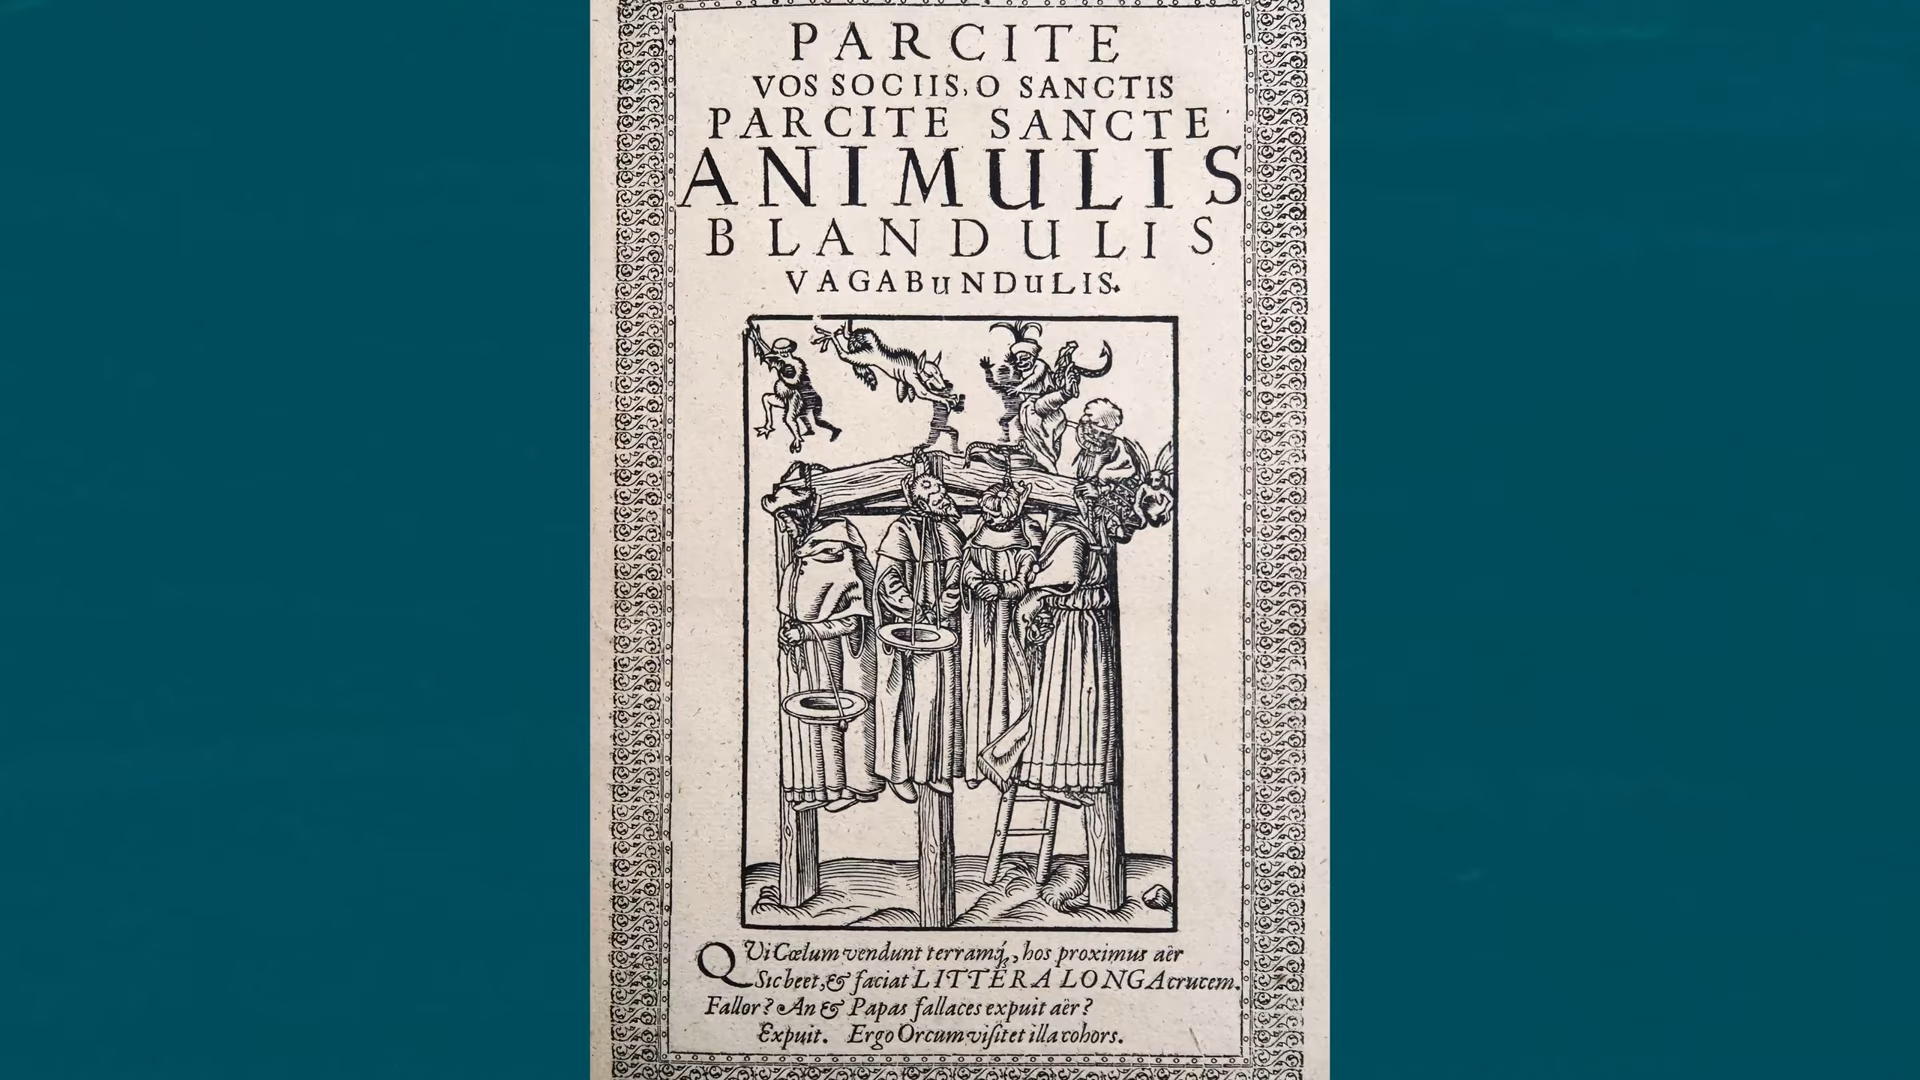 PARCITE
VOS SOCIIS, O SANCTIS
PARCITE SANCTE
ANIMULIS
BLANDULIS
VAGABuNDuLIS.
QVi Cœlum vendunt terramq́;, hos proximus aër
Sic beet, & faciat LITTERA LONGA crucem.
Fallor? An & Papas fallaces expuit aër?
Expuit. Ergo Orcum visitet illa cohors.